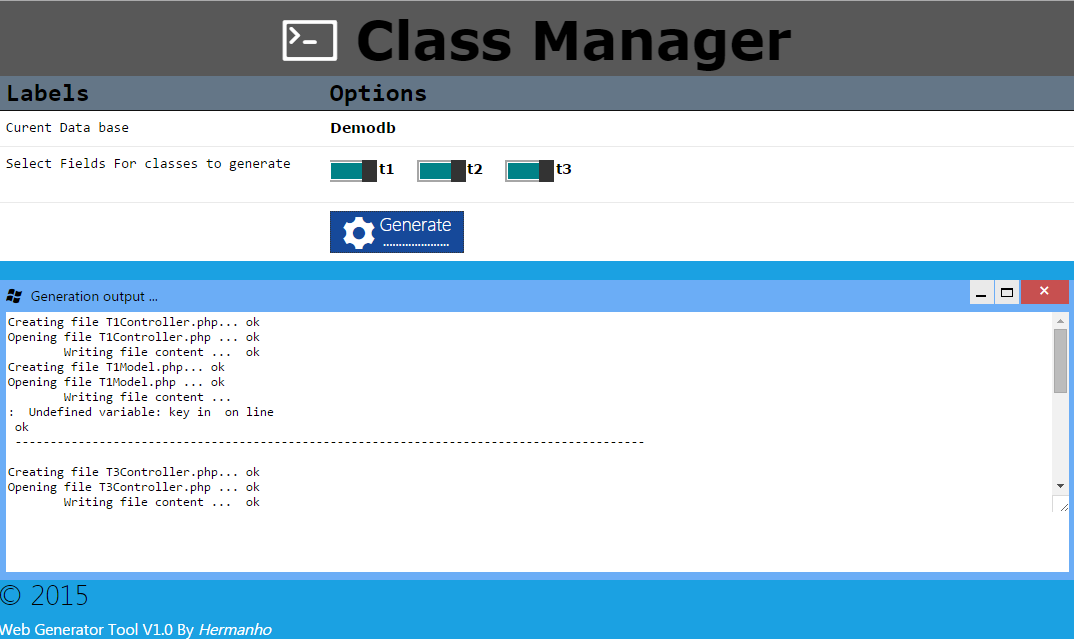 Class Manager
Labels Options
Curent Data base Demodb
Select Fields For classes to generate t1 t2 t3
Generate
Generation output ...
Creating file T1Controller.php... ok
Opening file T1Controller.php ... ok
Writing file content ... ok
Creating file T1Model.php... ok
Opening file T1Model.php ... ok
Writing file content ...
: Undefined variable: key in on line
ok
------------------------------------------------------------------------------------------
Creating file T3Controller.php... ok
Opening file T3Controller.php ... ok
Writing file content ... ok
© 2015
Web Generator Tool V1.0 By Hermanho